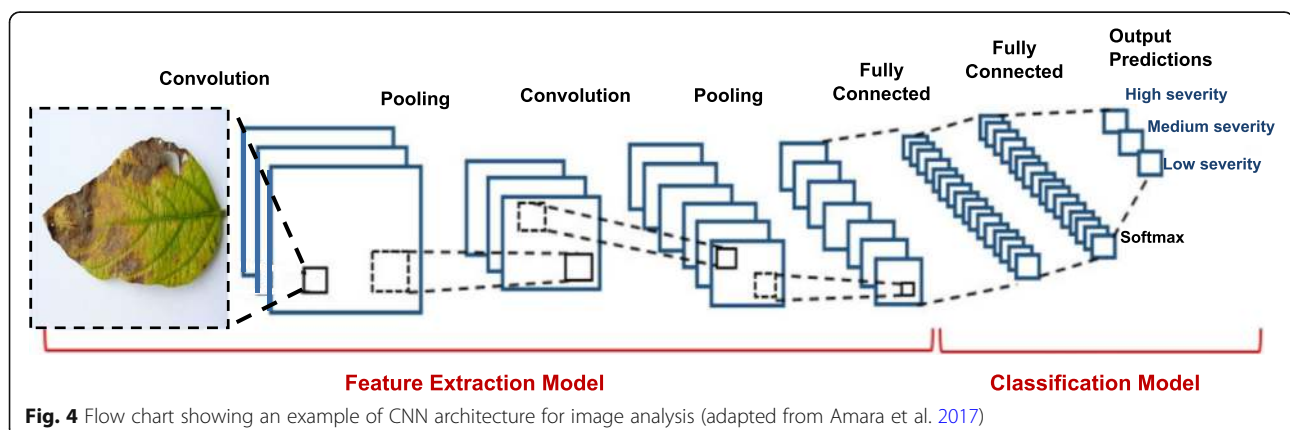 Convolution
Pooling
Convolution
Pooling
Fully
Connected
Fully
Connected
Output
Predictions
High severity
Medium severity
Low severity
Softmax
Feature Extraction Model
Classification Model
Fig. 4 Flow chart showing an example of CNN architecture for image analysis (adapted from Amara et al. 2017)